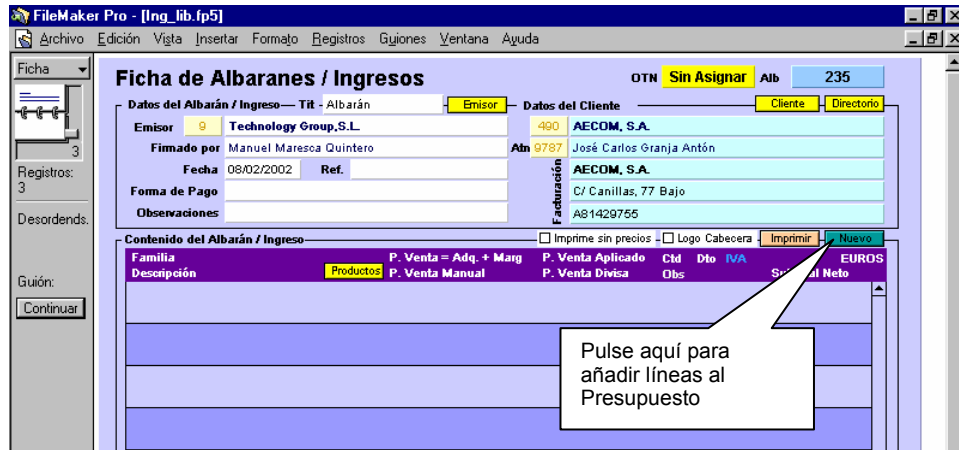 FileMaker Pro - [Ing_lib.fp5]
Archivo Edición Vista Insertar Formato Registros Guiones Ventana Ayuda
Ficha
3
Registros:
3
Desordends.
Guión:
Continuar
Ficha de Albaranes / Ingresos
OTN Sin Asignar Alb 235
Datos del Albarán / Ingreso Tit - Albarán Emisor
Emisor 9 Technology Group,S.L.
Firmado por Manuel Maresca Quintero
Fecha 08/02/2002 Ref.
Forma de Pago
Observaciones
Datos del Cliente Cliente Directorio
490 AECOM, S.A.
Atn 9787 José Carlos Granja Antón
Facturación
AECOM, S.A.
C/ Canillas, 77 Bajo
A81429755
Contenido del Albarán / Ingreso Imprime sin precios Logo Cabecera Imprimir Nuevo
Familia P. Venta = Adq. + Marg P. Venta Aplicado Ctd Dto IVA EUROS
Descripción Productos P. Venta Manual P. Venta Divisa Obs Neto
Pulse aquí para
añadir líneas al
Presupuesto